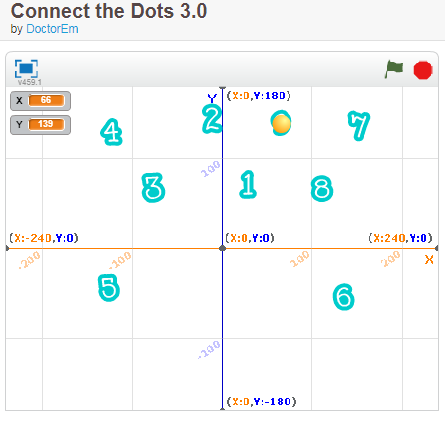 Connect the Dots 3.0
by DoctorEm
v459.1
X 66
Y 139
Y (X:0,Y:180)
4 2 7
100
3 1 8
(X:-240,Y:0) (X:0,Y:0) (X:240,Y:0)
-200 -100 100 200 X
5 6
-100
(X:0,Y:-180)